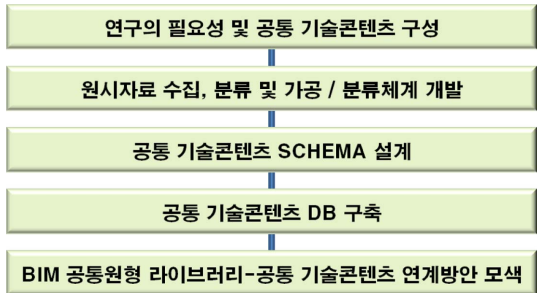 연구의 필요성 및 공통 기술콘텐츠 구성
원시자료 수집, 분류 및 가공 / 분류체계 개발
공통 기술콘텐츠 SCHEMA 설계
공통 기술콘텐츠 DB 구축
BIM 공통원형 라이브러리-공통 기술콘텐츠 연계방안 모색